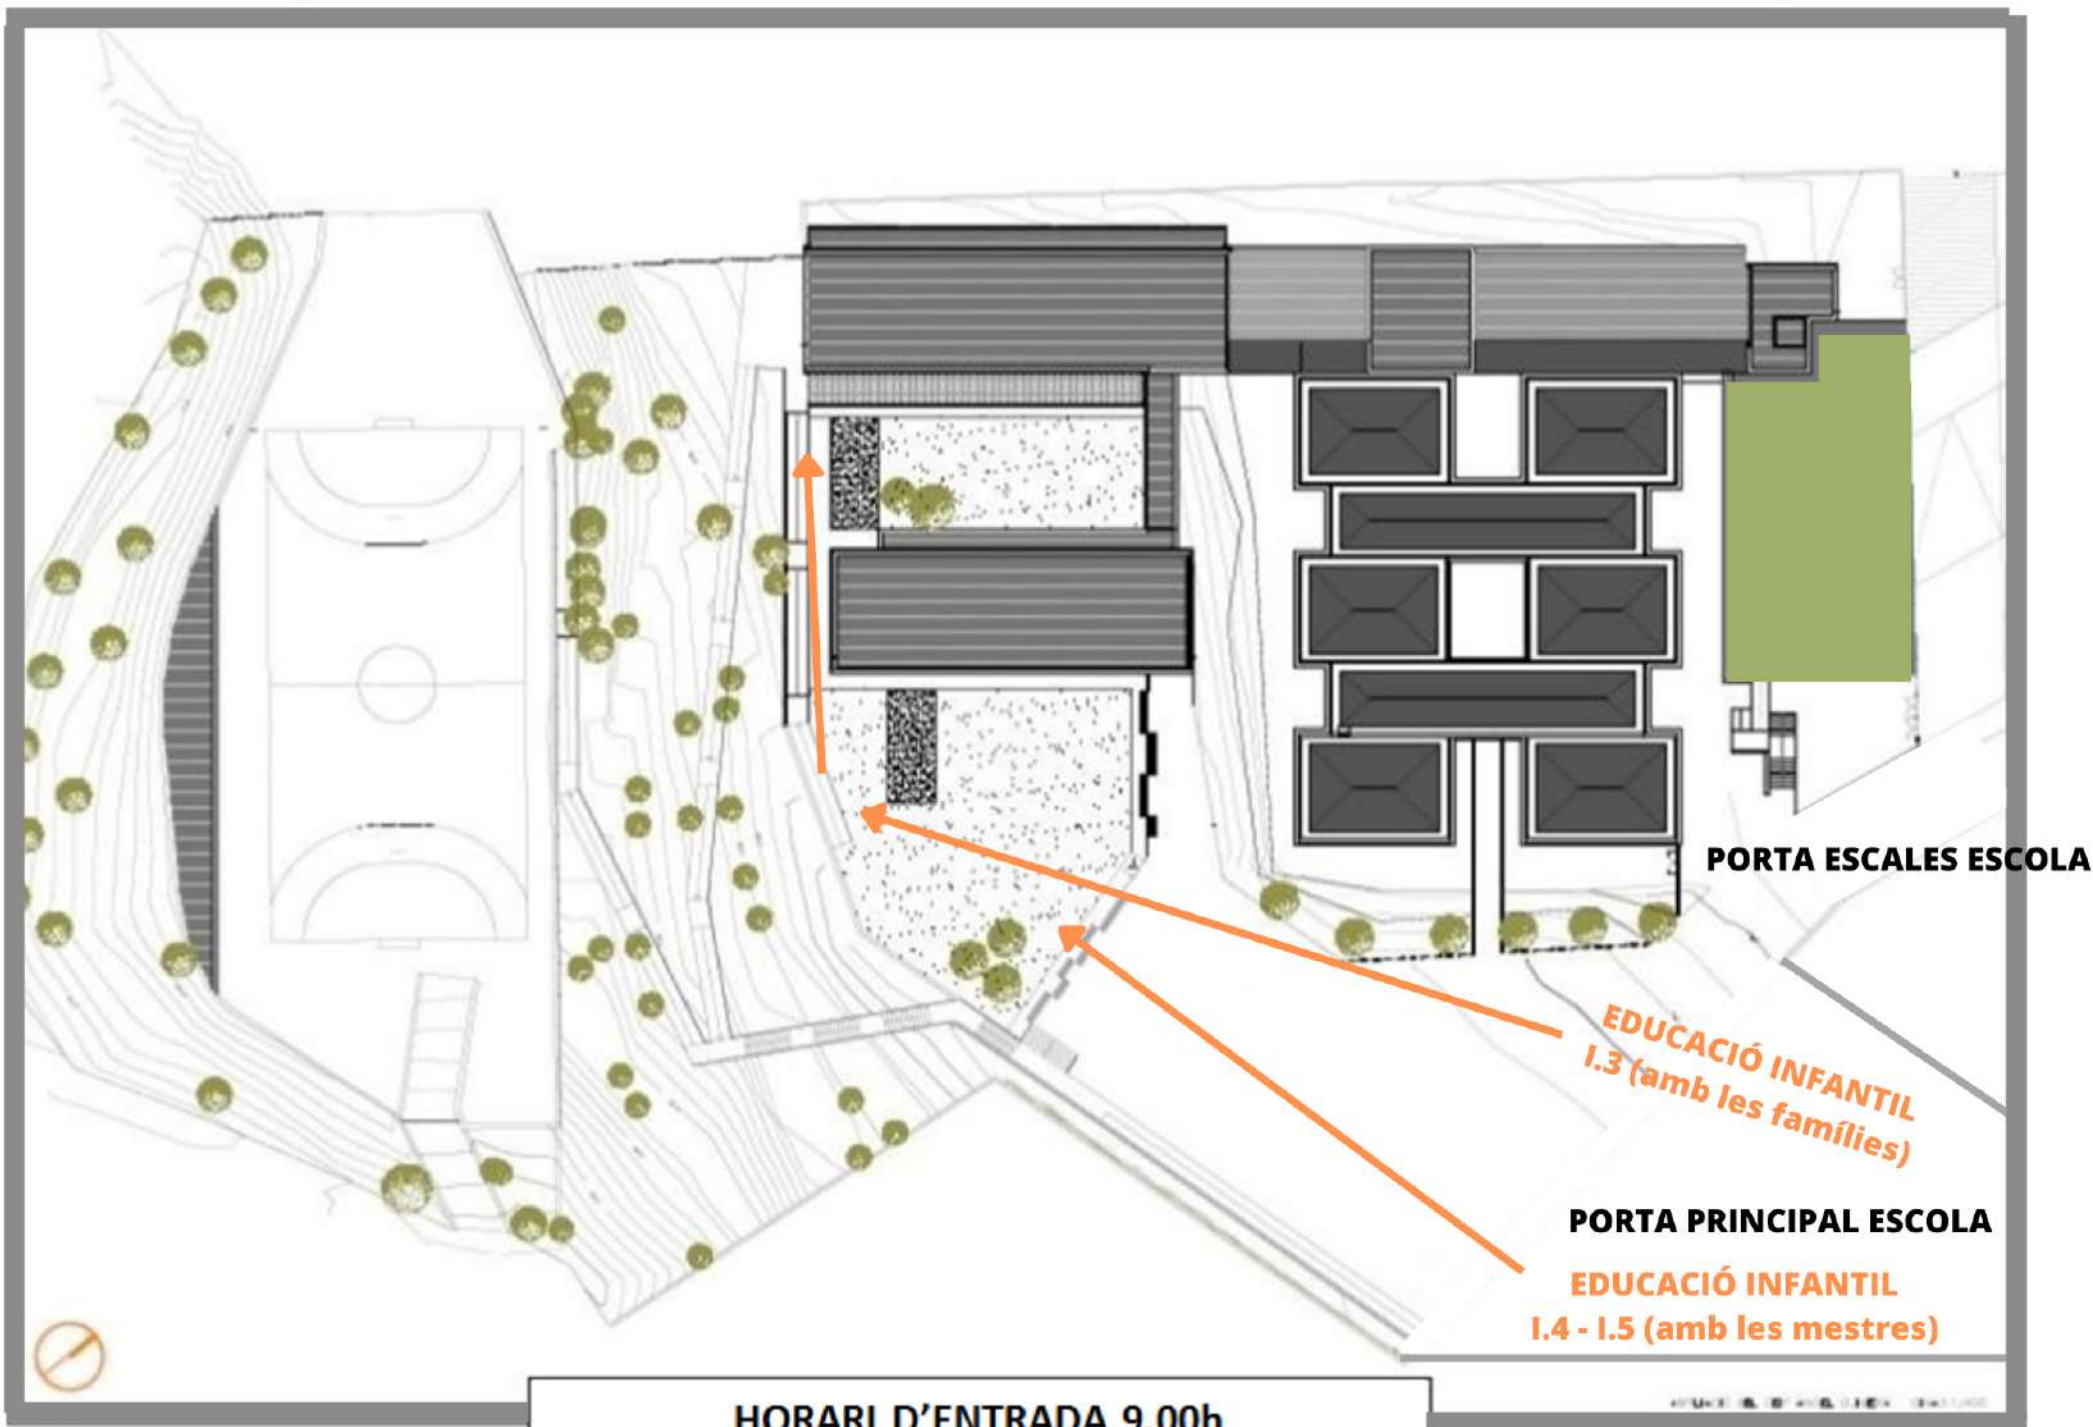 PORTA ESCALES ESCOLA
EDUCACIÓ INFANTIL
I.3 (amb les famílies)
PORTA PRINCIPAL ESCOLA
EDUCACIÓ INFANTIL
I.4 - I.5 (amb les mestres)
HORARI D'ENTRADA 9.00h